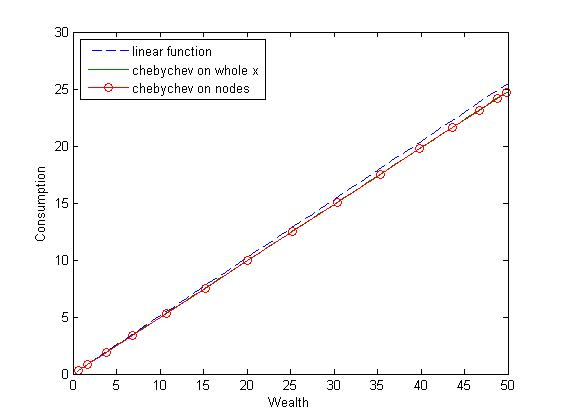 30
25
20
15
10
5
0
Consumption
linear function
chebychev on whole x
chebychev on nodes
0 5 10 15 20 25 30 35 40 45 50
Wealth